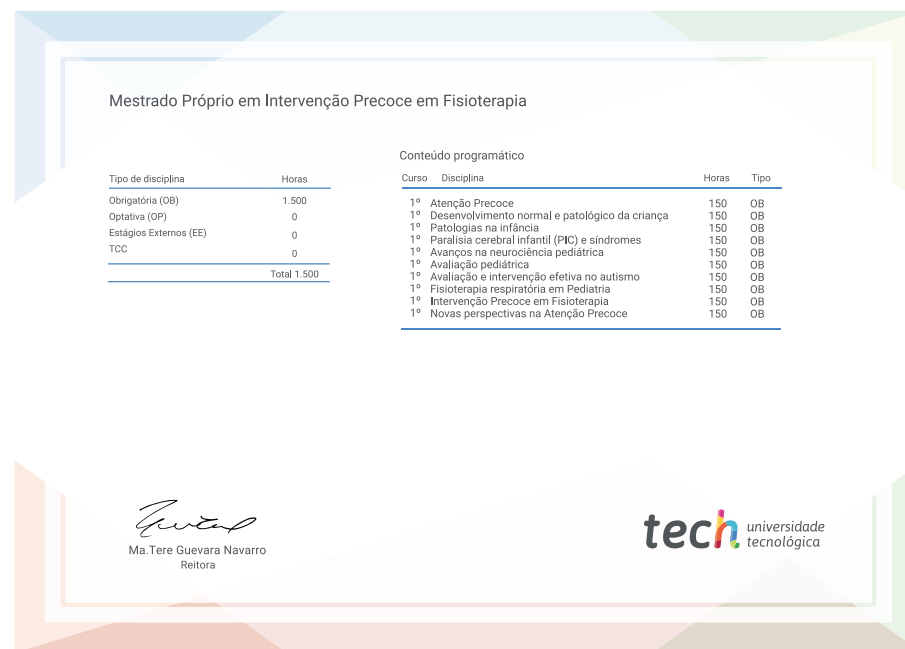 Mestrado Próprio em Intervenção Precoce em Fisioterapia
Tipo de disciplina Horas
Obrigatória (OB) 1.500
Optativa (OP) 0
Estágios Externos (EE) 0
TCC 0
Total 1.500
Conteúdo programático
Curso Disciplina Horas Tipo
1º Atenção Precoce 150 OB
1º Desenvolvimento normal e patológico da criança 150 OB
1º Patologias na infância 150 OB
1º Paralisia cerebral infantil (PIC) e síndromes 150 OB
1º Avanços na neurociência pediátrica 150 OB
1º Avaliação pediátrica 150 OB
1º Avaliação e intervenção efetiva no autismo 150 OB
1º Fisioterapia respiratória em Pediatria 150 OB
1º Intervenção Precoce em Fisioterapia 150 OB
1º Novas perspectivas na Atenção Precoce 150 OB
Ma.Tere Guevara Navarro
Reitora
tech universidade
tecnológica